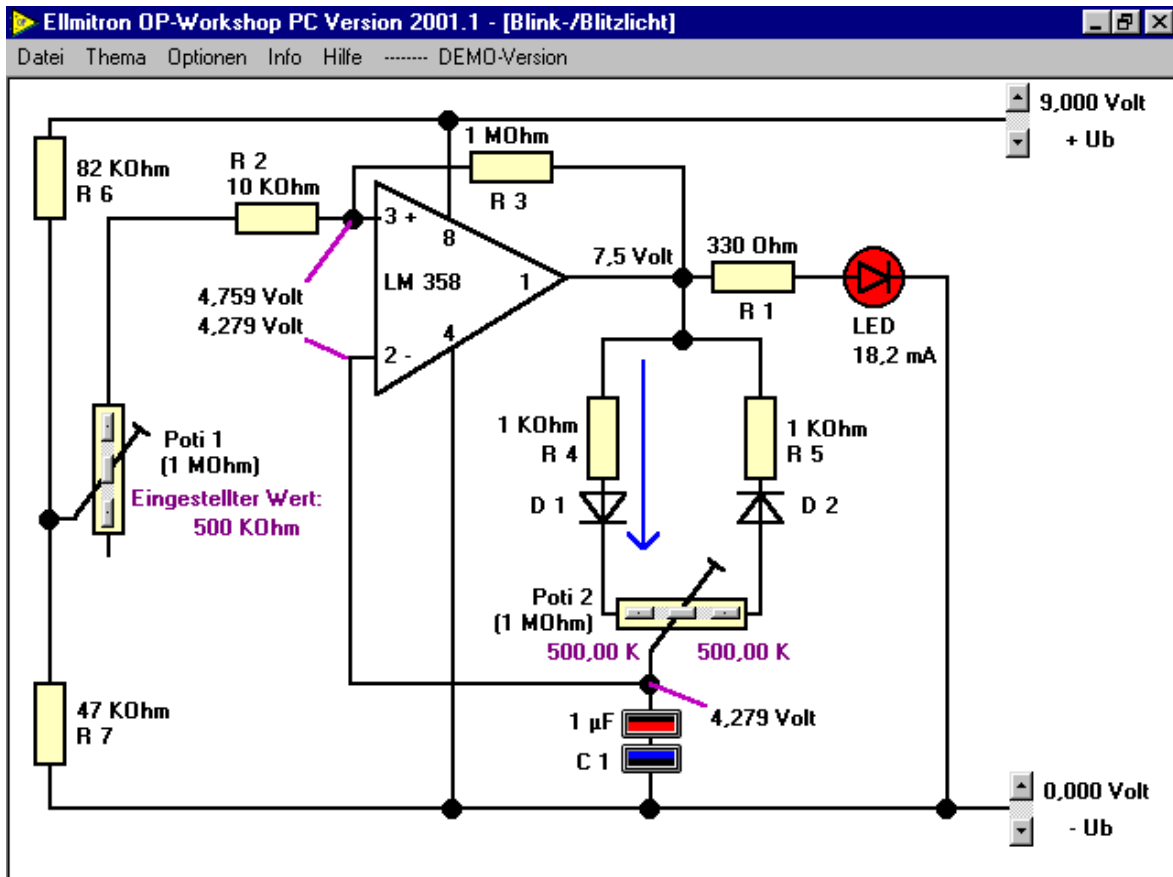 Ellmitron OP-Workshop PC Version 2001.1 - [Blink-/Blitzlicht]
Datei Thema Optionen Info Hilfe -------- DEMO-Version
9,000 Volt
+ Ub
1 MOhm
R 3
82 KOhm
R 6
R 2
10 KOhm
3 +
8
LM 358
1
4
2 -
7,5 Volt
330 Ohm
R 1
LED
18,2 mA
4,759 Volt
4,279 Volt
Poti 1
(1 MOhm)
Eingestellter Wert:
500 KOhm
1 KOhm
R 4
1 KOhm
R 5
D 1
D 2
Poti 2
(1 MOhm)
500,00 K
500,00 K
47 KOhm
R 7
1 µF
C 1
4,279 Volt
0,000 Volt
- Ub